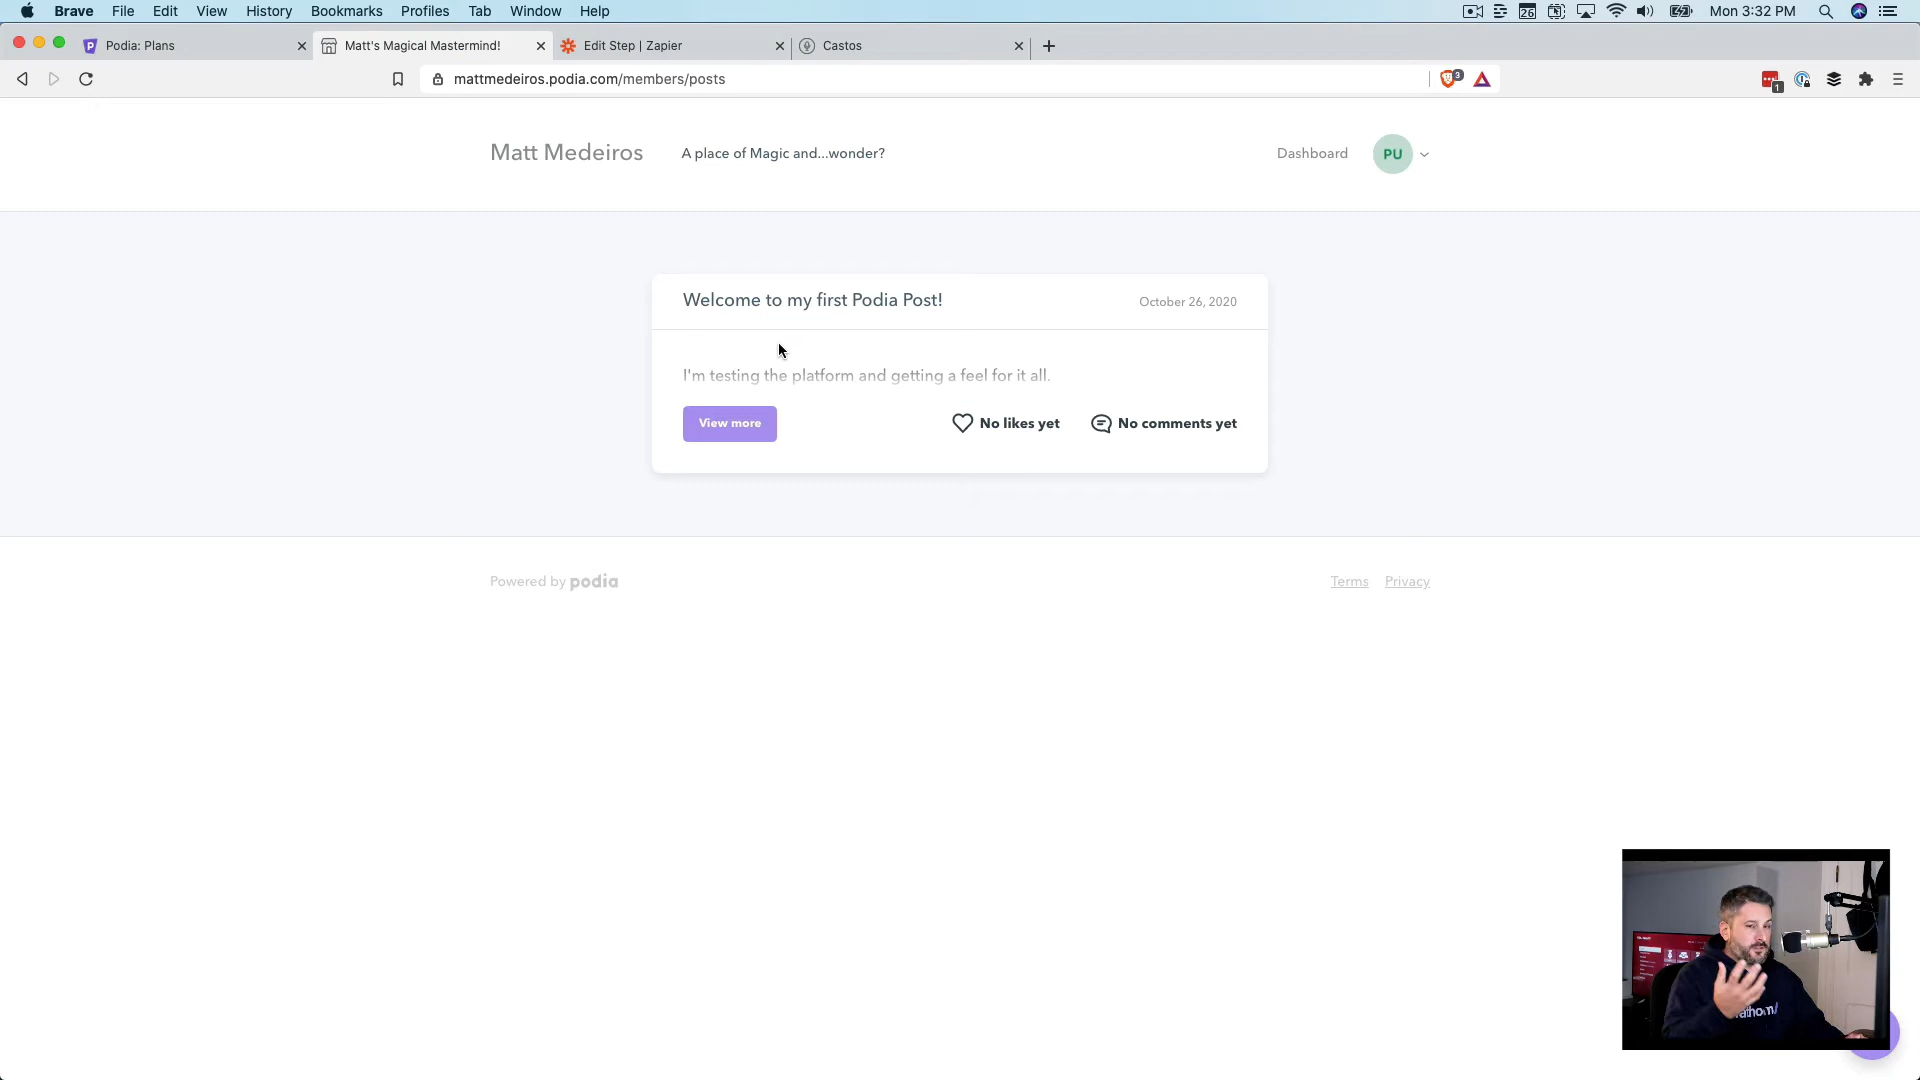 Brave File Edit View History Bookmarks Profiles Tab Window Help 26 Mon 3:32 PM
Podia: Plans Matt's Magical Mastermind! Edit Step | Zapier Castos
mattmedeiros.podia.com/members/posts 3 1
Matt Medeiros A place of Magic and...wonder? Dashboard PU
Welcome to my first Podia Post! October 26, 2020
I'm testing the platform and getting a feel for it all.
View more No likes yet No comments yet
Powered by podia Terms Privacy